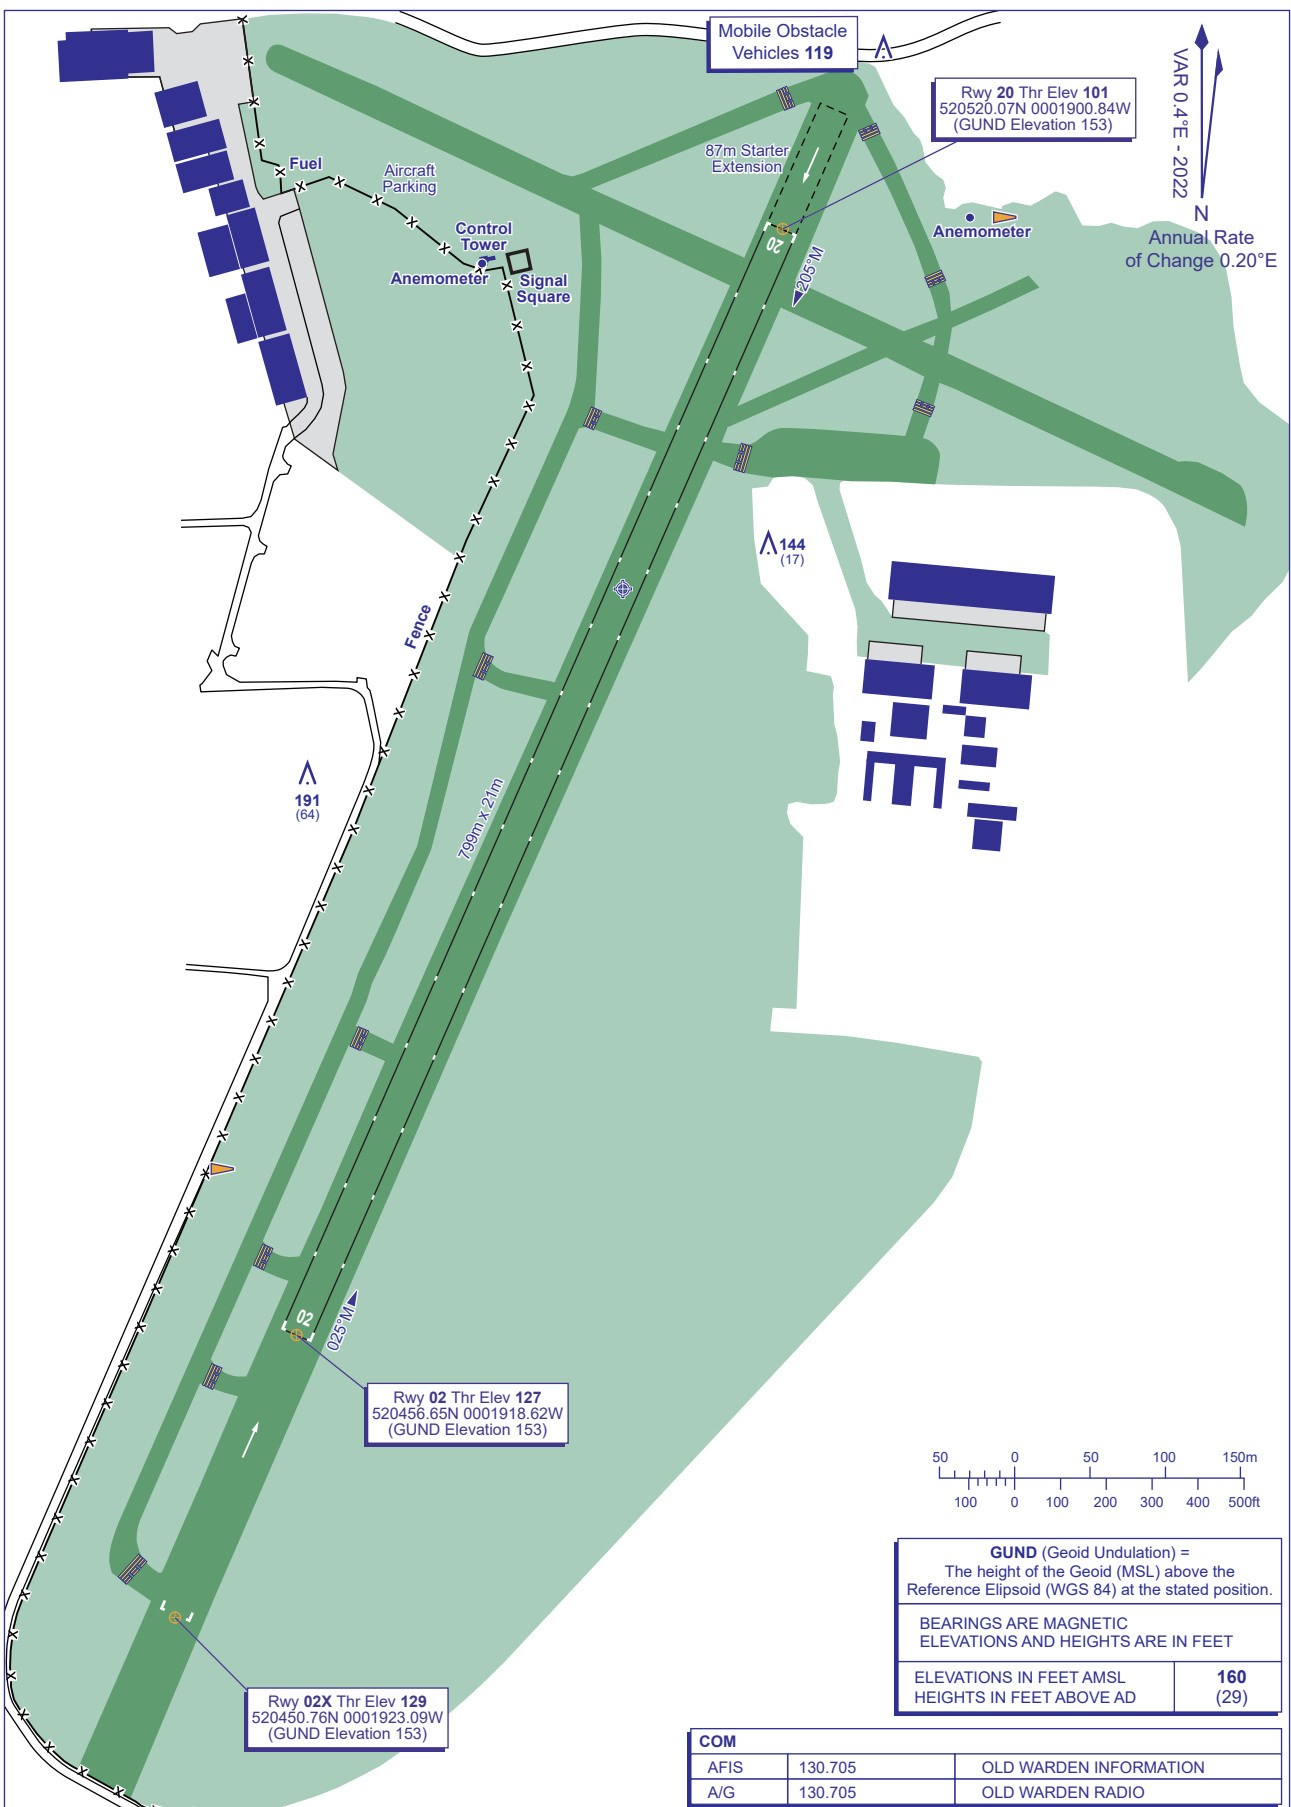 Mobile Obstacle
Vehicles 119
VAR 0.4°E - 2022
N
Annual Rate
of Change 0.20°E
Rwy 20 Thr Elev 101
520520.07N 0001900.84W
(GUND Elevation 153)
87m Starter
Extension
Fuel
Aircraft
Parking
Control
Tower
Anemometer
Signal
Square
Anemometer
20
205°M
144
(17)
Fence
191
(64)
799m x 21m
02
025°M
Rwy 02 Thr Elev 127
520456.65N 0001918.62W
(GUND Elevation 153)
50 0 50 100 150m
100 0 100 200 300 400 500ft
GUND (Geoid Undulation) =
The height of the Geoid (MSL) above the
Reference Elipsoid (WGS 84) at the stated position.
BEARINGS ARE MAGNETIC
ELEVATIONS AND HEIGHTS ARE IN FEET
ELEVATIONS IN FEET AMSL 160
HEIGHTS IN FEET ABOVE AD (29)
Rwy 02X Thr Elev 129
520450.76N 0001923.09W
(GUND Elevation 153)
COM
AFIS 130.705 OLD WARDEN INFORMATION
A/G 130.705 OLD WARDEN RADIO